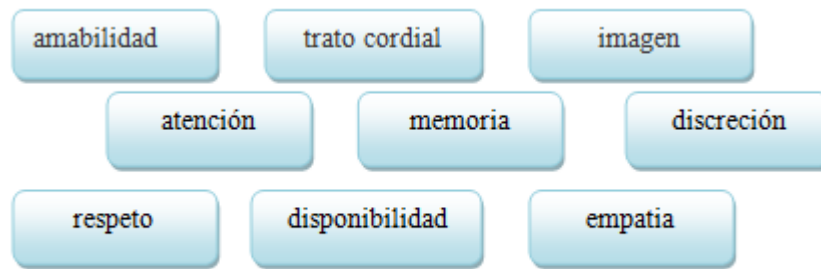 amabilidad trato cordial imagen
atención memoria discreción
respeto disponibilidad empatia